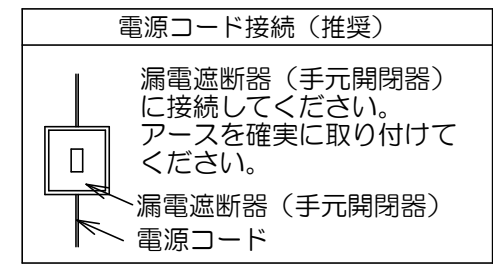 電源コード接続（推奨）
漏電遮断器（手元開閉器）
に接続してください。
アースを確実に取り付けて
ください。
漏電遮断器（手元開閉器）
電源コード